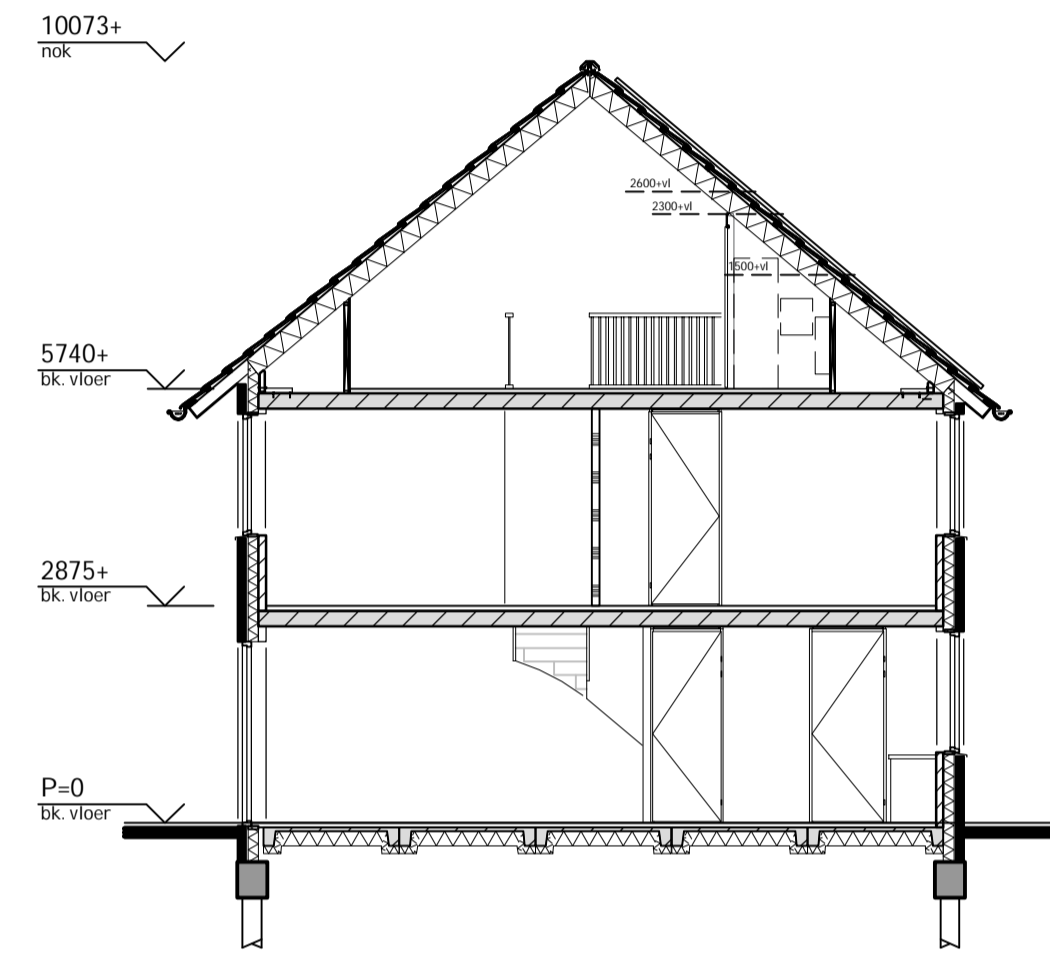 10073+
nok
2600+vl
2300+vl
1500+vl
5740+
bk. vloer
2875+
bk. vloer
P=0
bk. vloer